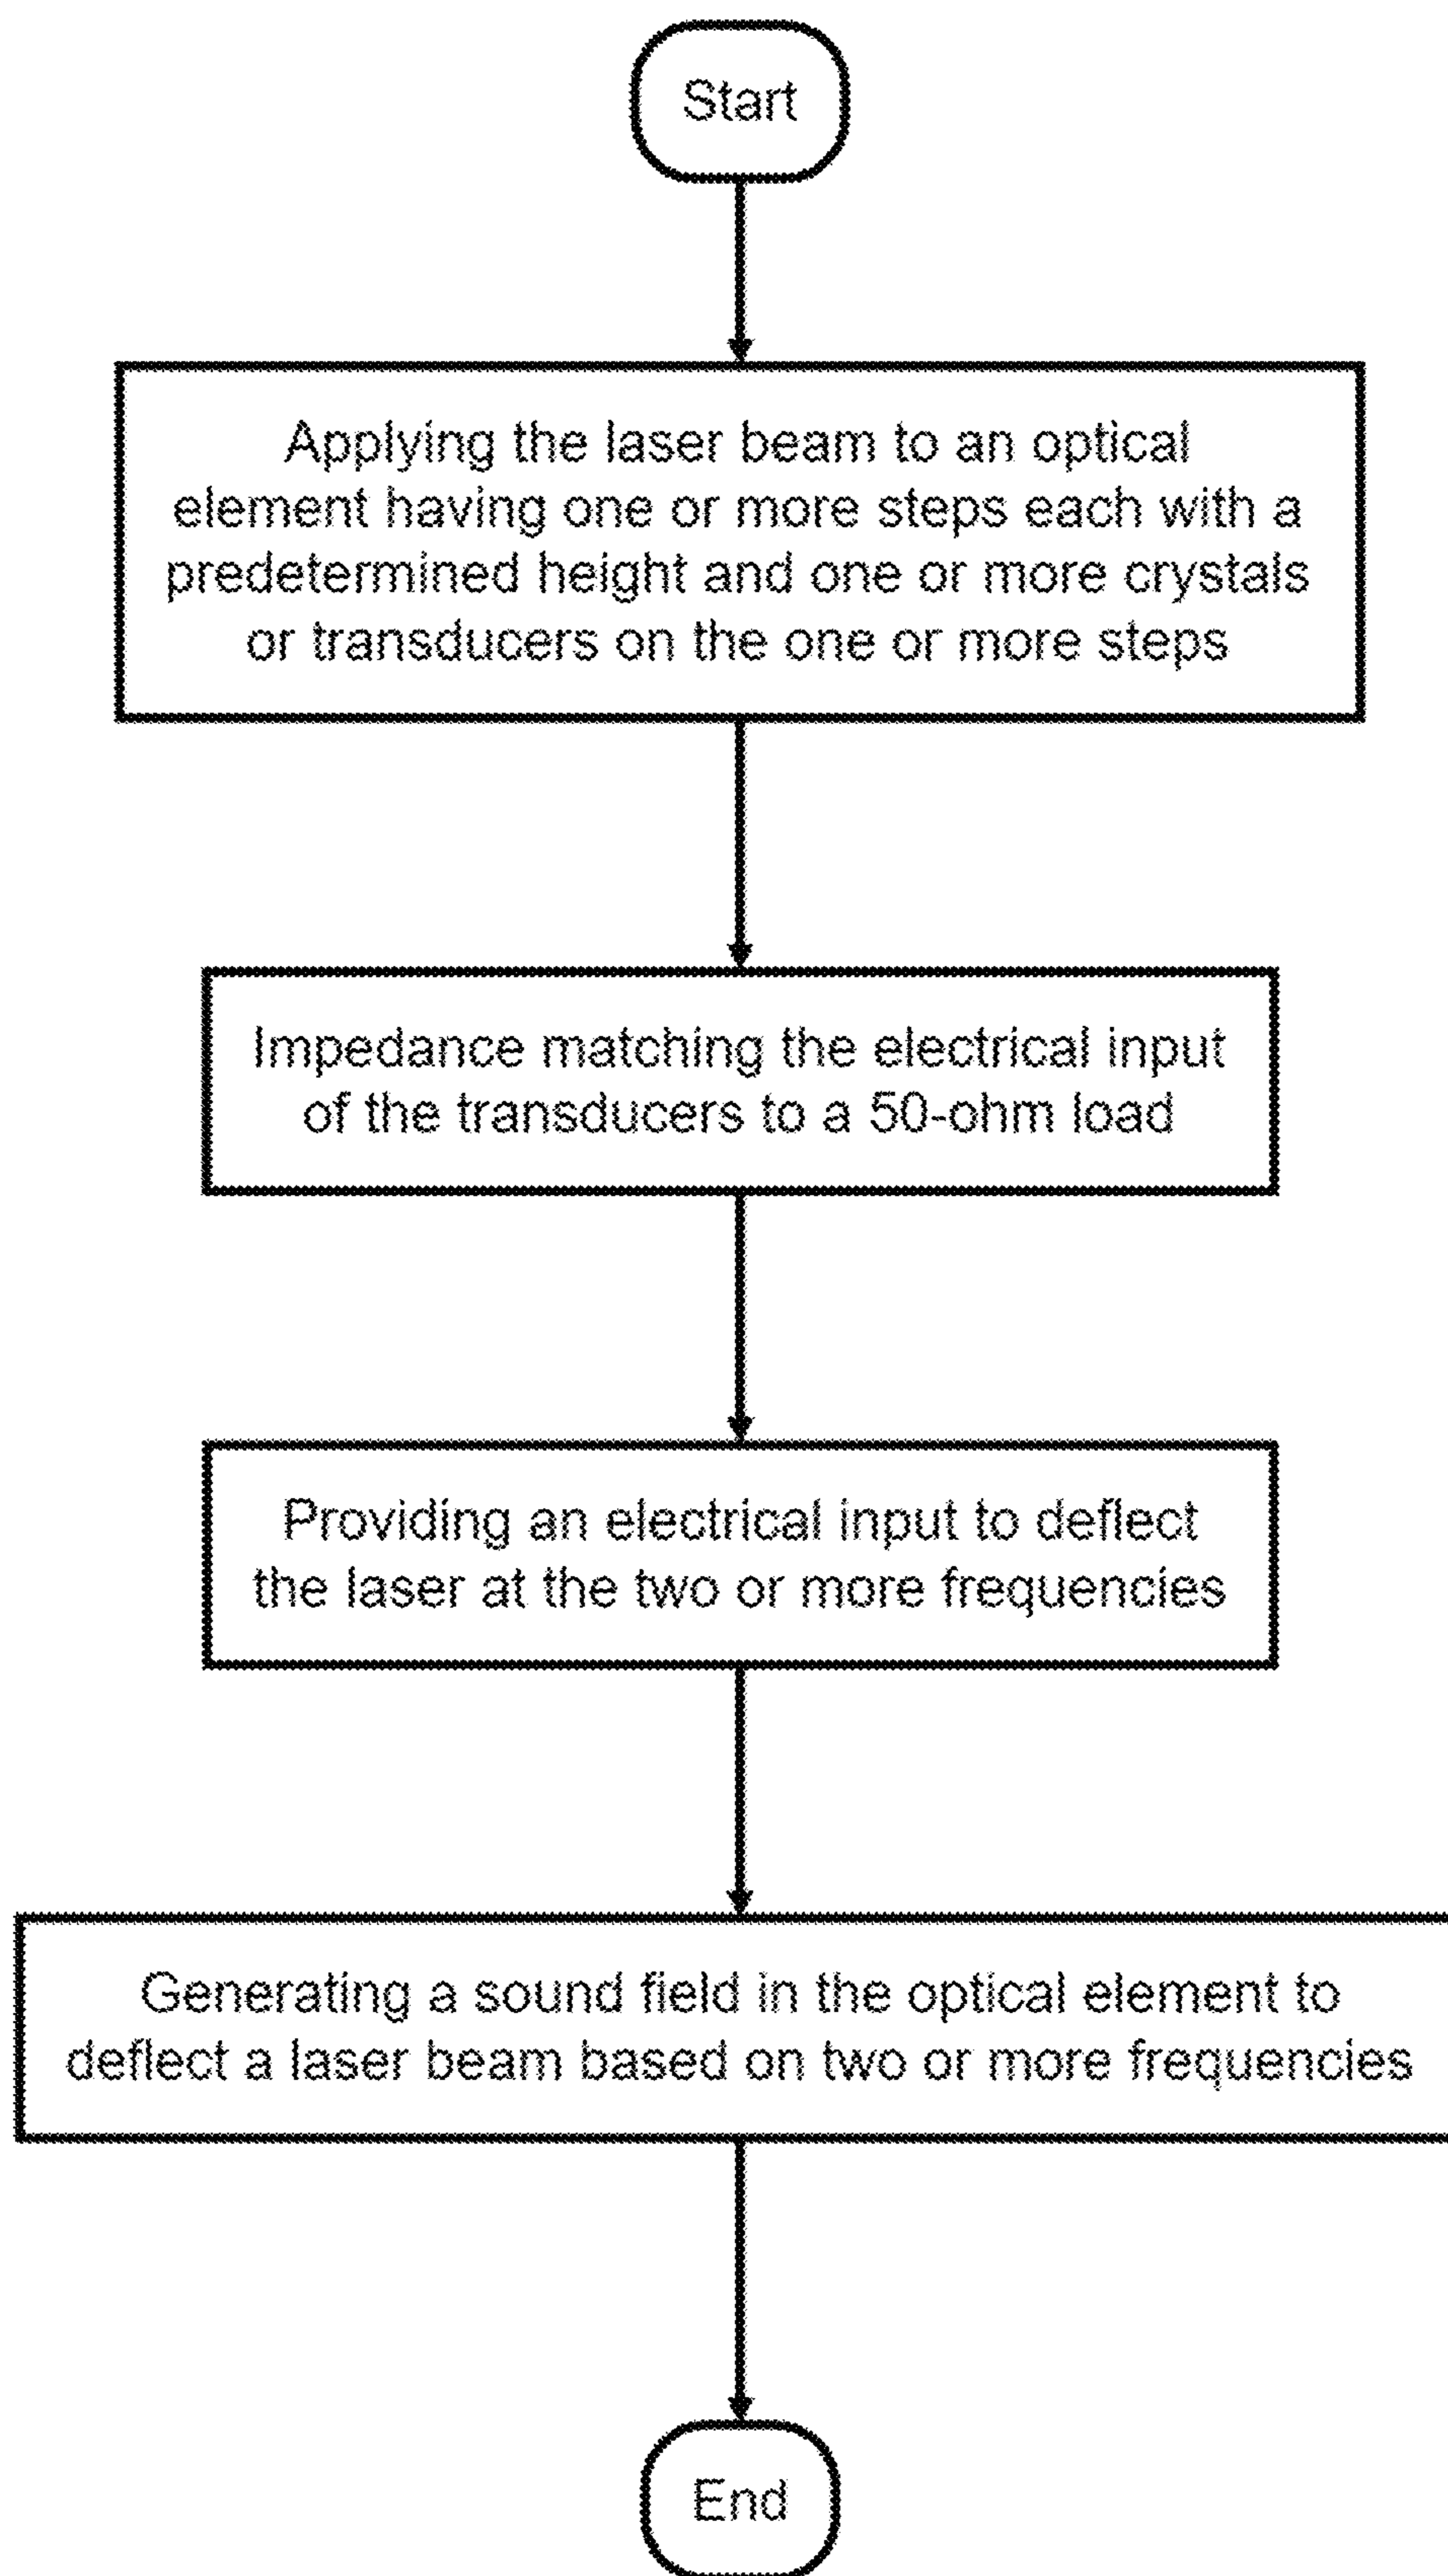 Start
Applying the laser beam to an optical
element having one or more steps each with a
predetermined height and one or more crystals
or transducers on the one or more steps
Impedance matching the electrical input
of the transducers to a 50-ohm load
Providing an electrical input to deflect
the laser at the two or more frequencies
Generating a sound field in the optical element to
deflect a laser beam based on two or more frequencies
End